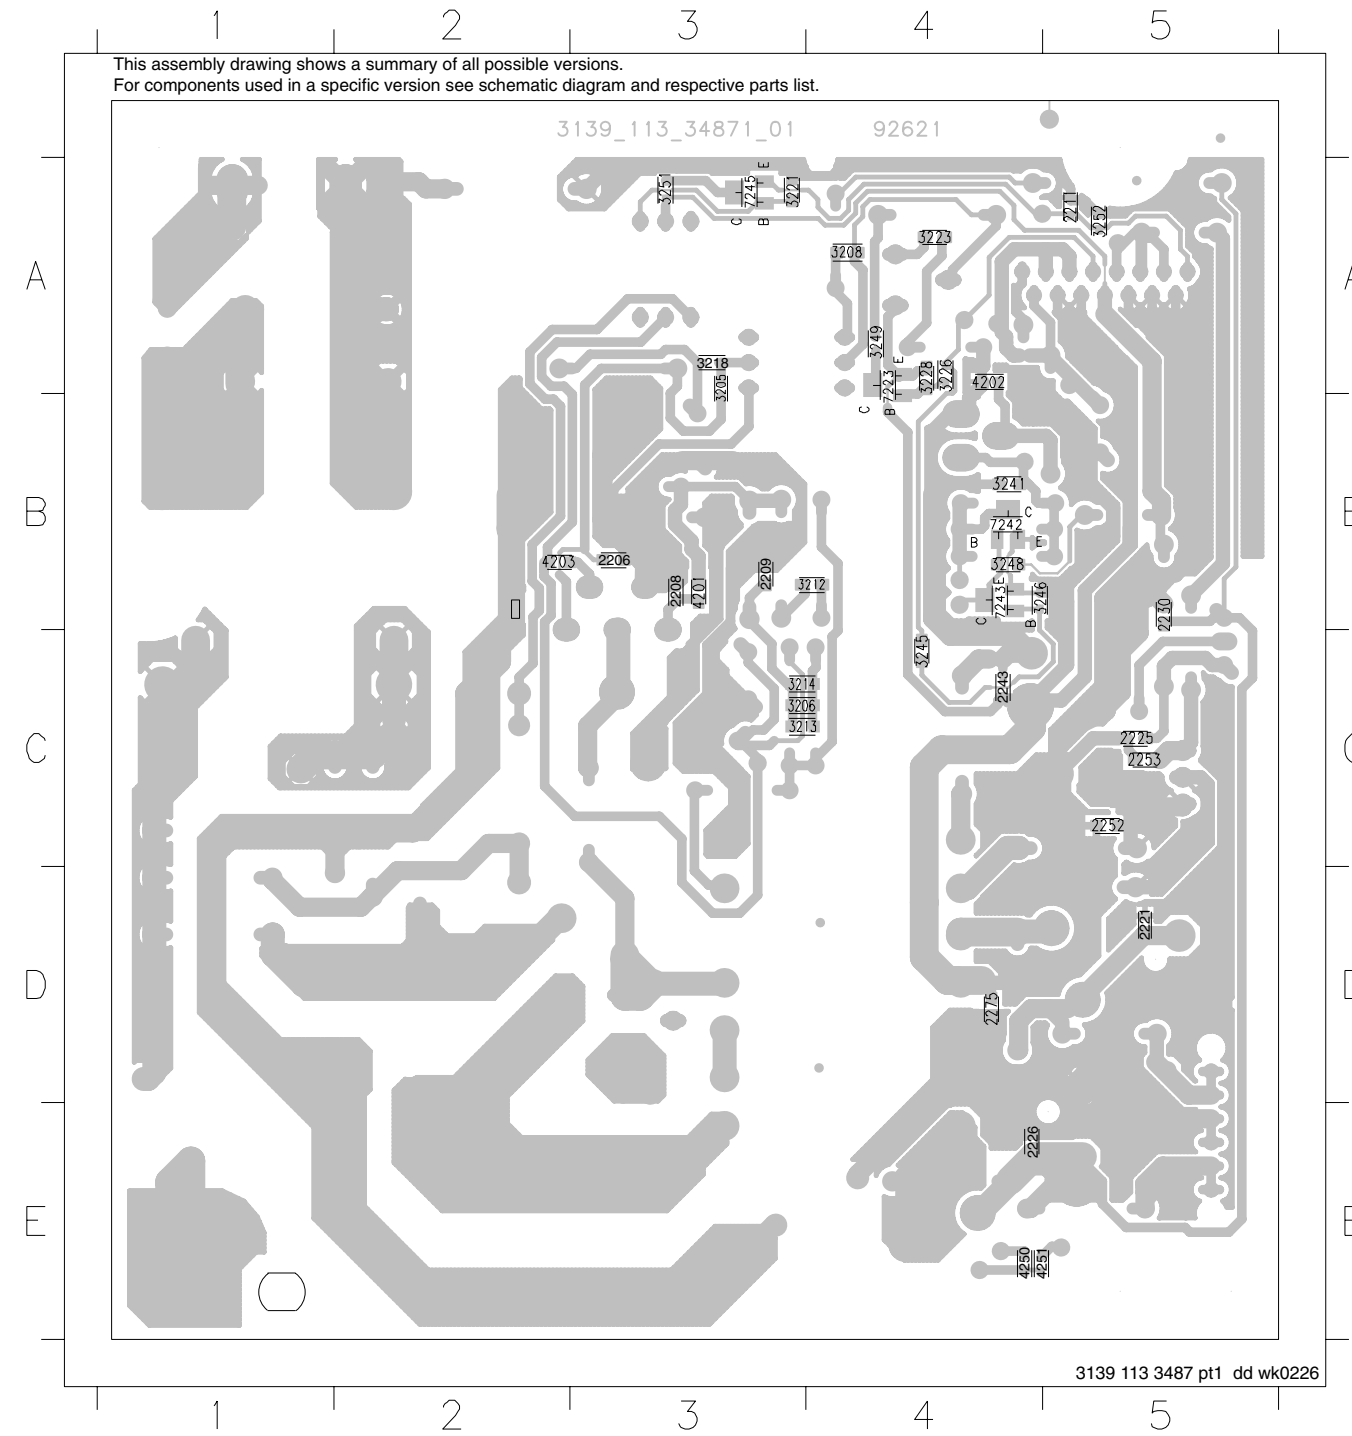 1 2 3 4 5
This assembly drawing shows a summary of all possible versions.
For components used in a specific version see schematic diagram and respective parts list.
3139_113_34871_01 92621
E
3251 7245 3221 2211 3252
C B
3223
3208
A A
3249
E
3218 3228 3226
3205 7223 4202
C B
3241
B C B
7242
B E
4203 2206 2209 3248
2208 4201 3212 E
7243 3246 2230
C B
3245
3214 2243
3206
3213 2225
C C
2253
2252
2221
D D
2275
2226
E E
4250 4251
3139 113 3487 pt1 dd wk0226
1 2 3 4 5